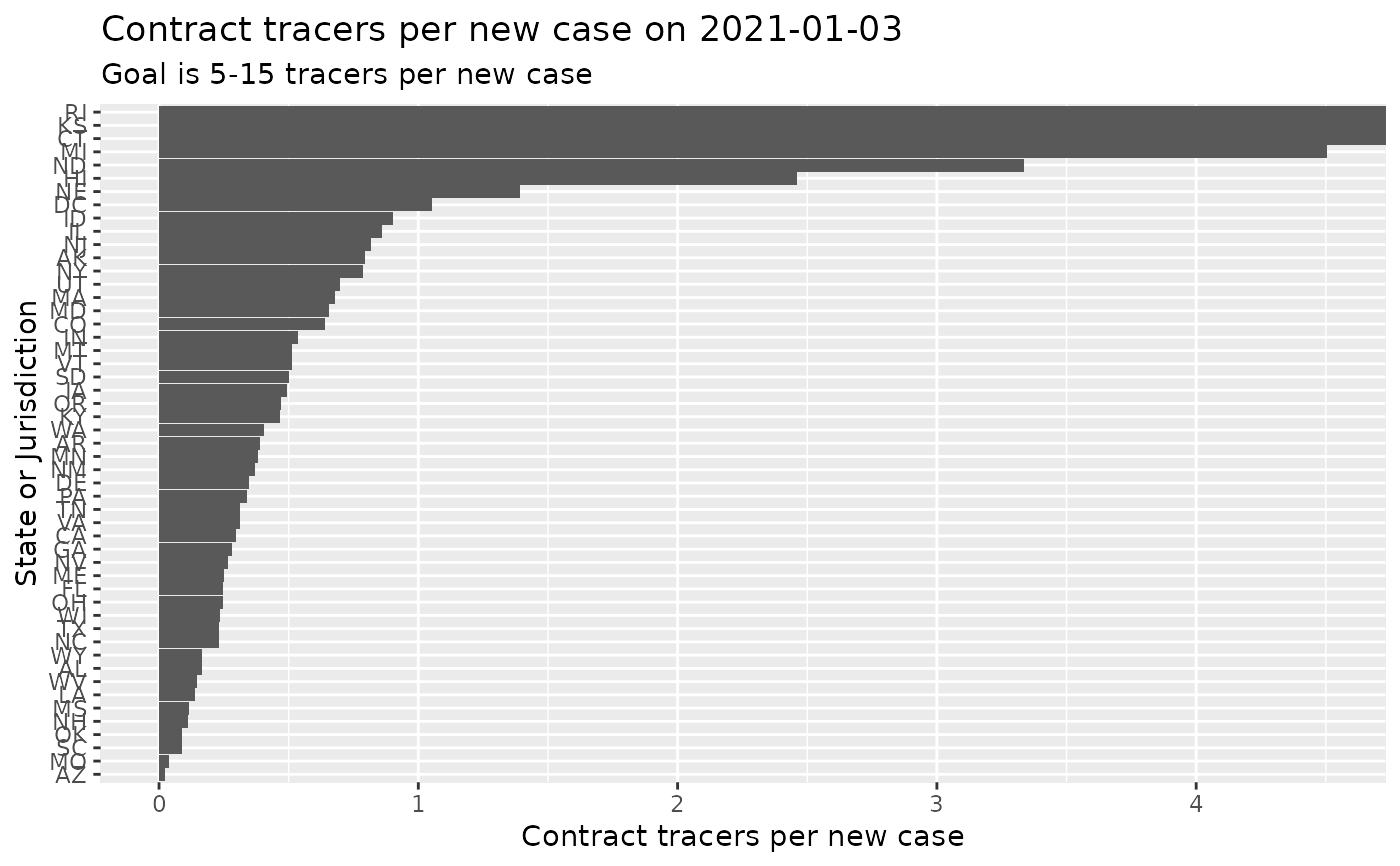 Contract tracers per new case on 2021-01-03
Goal is 5-15 tracers per new case
State or Jurisdiction
RI
KS
CT
MI
ND
HI
NE
DC
ID
IL
NJ
AK
NY
UT
MA
MD
CO
IN
MT
VT
SD
IA
OR
KY
WA
AR
MN
NM
DE
PA
TN
VA
CA
GA
NV
ME
FL
OH
WI
TX
NC
WY
AL
WV
LA
MS
NH
OK
SC
MO
AZ
0 1 2 3 4
Contract tracers per new case